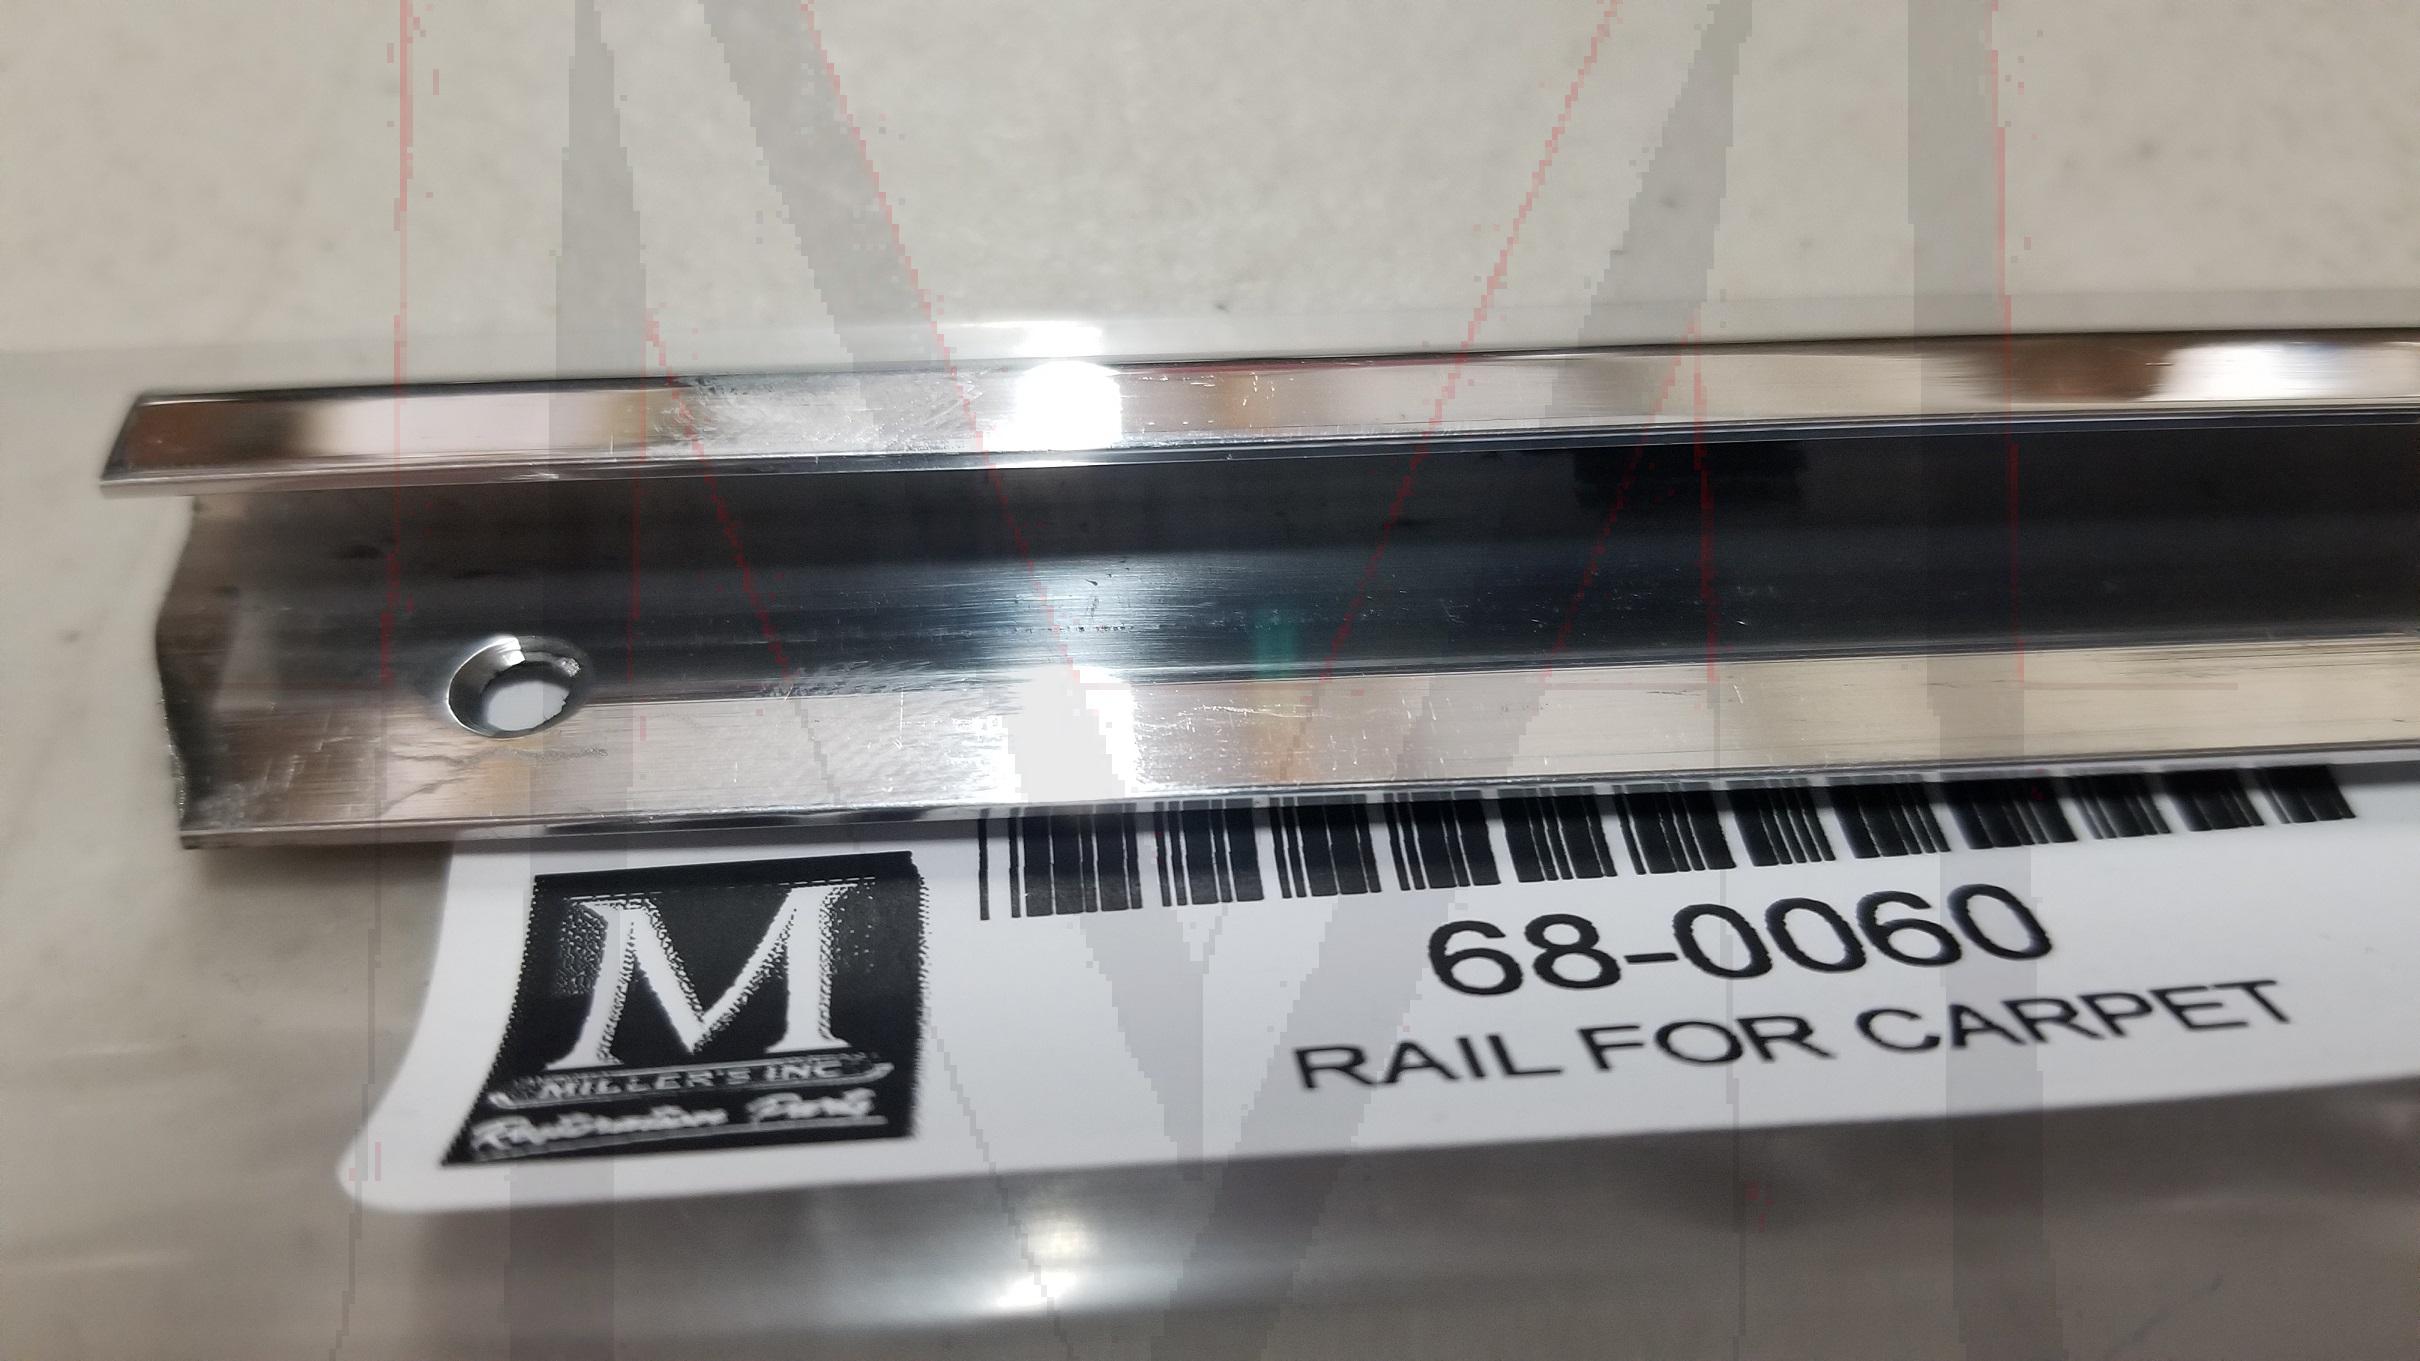 68-0060
RAIL FOR CARPET
M
MILLER'S INC
Restoration Parts